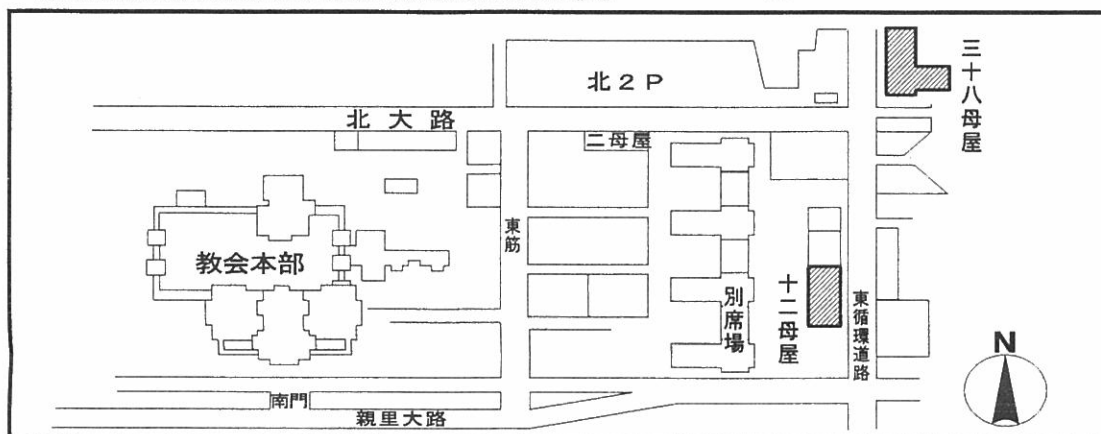 北2P
三十八母屋
北大路
二母屋
東筋
教会本部
別席場
十二母屋
東循環道路
N
南門
親里大路